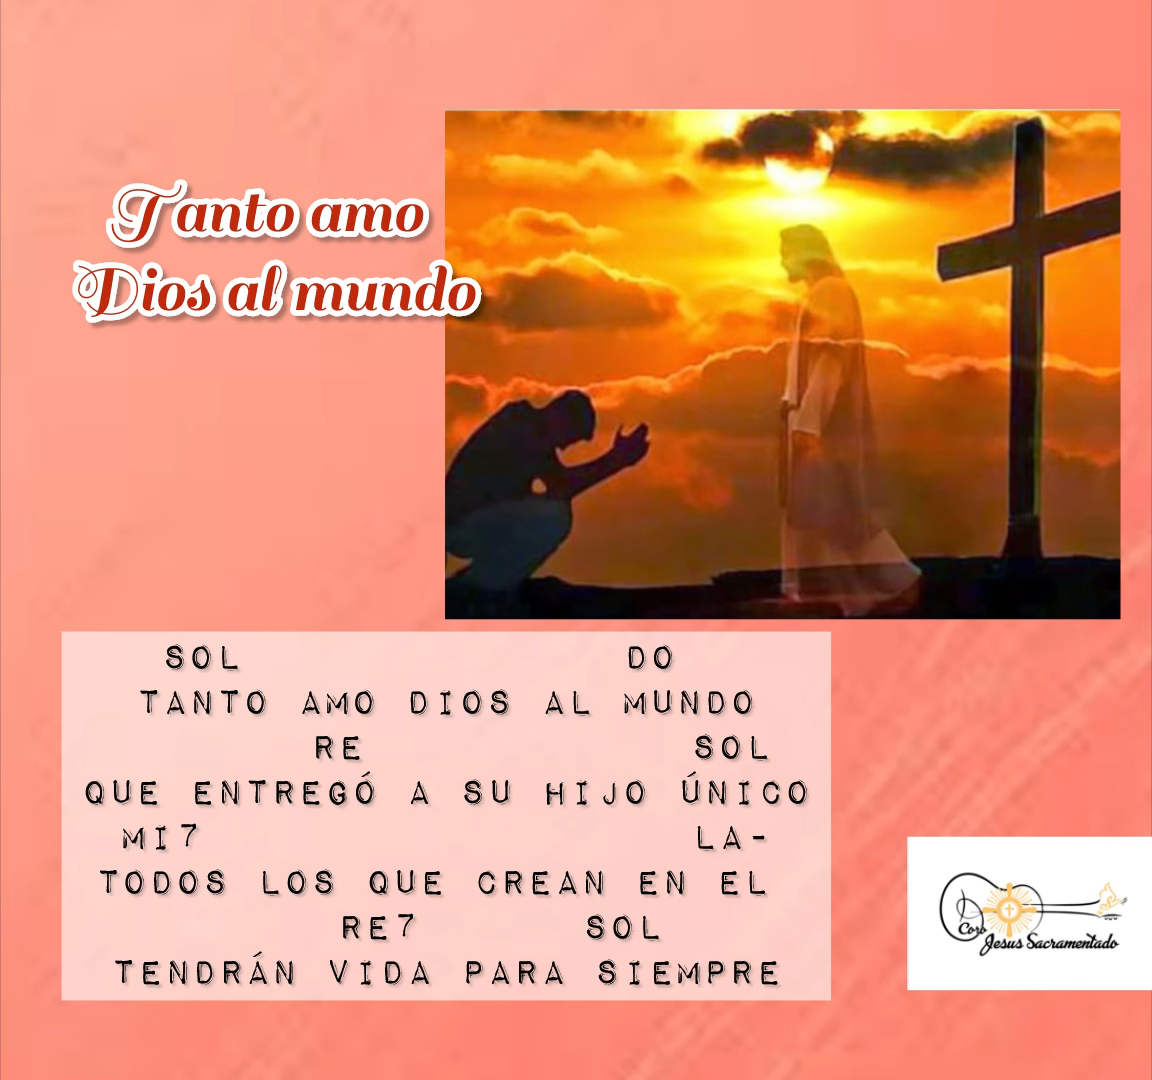 Tanto amo
Dios al mundo
SOL DO
TANTO AMO DIOS AL MUNDO
RE SOL
QUE ENTREGÓ A SU HIJO ÚNICO
MI7 LA-
TODOS LOS QUE CREAN EN EL
RE7 SOL
TENDRÁN VIDA PARA SIEMPRE
Coro
Jesus Sacramentado